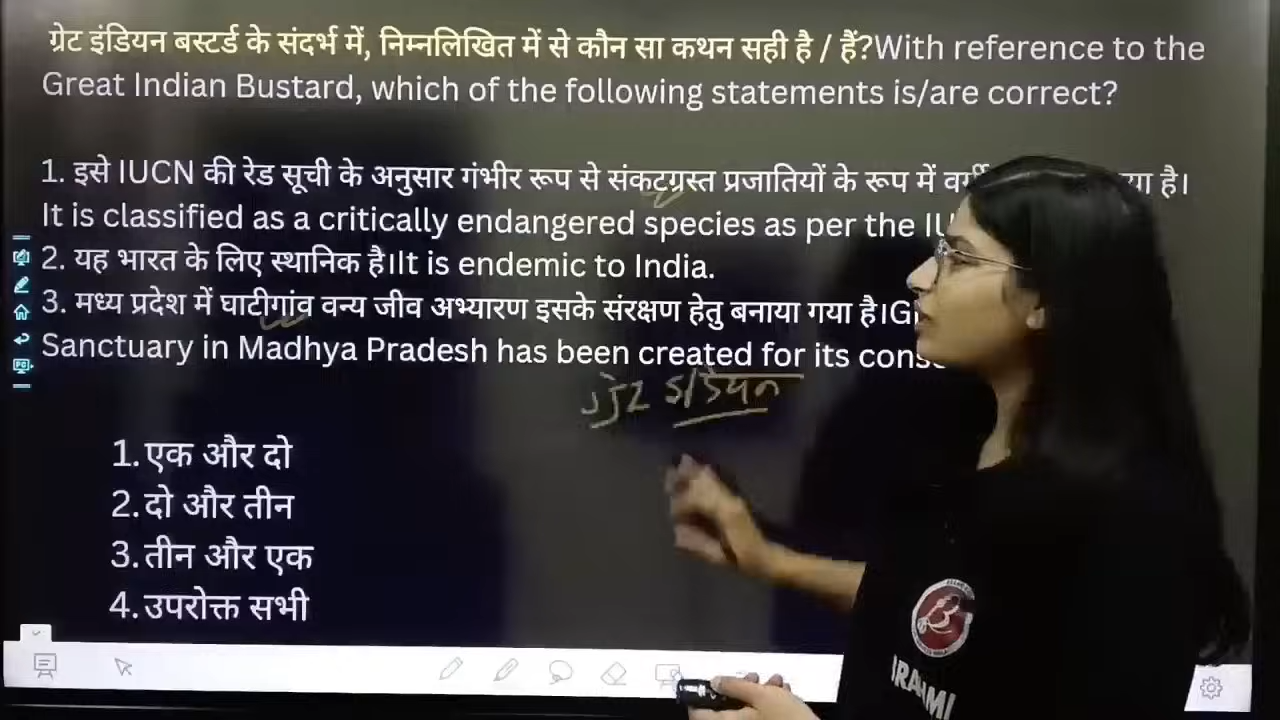 ग्रेट इंडियन बस्टर्ड के संदर्भ में, निम्नलिखित में से कौन सा कथन सही है / हैं?With reference to the
Great Indian Bustard, which of the following statements is/are correct?
1. इसे IUCN की रेड सूची के अनुसार गंभीर रूप से संकटग्रस्त प्रजातियों के रूप में है।
It is classified as a critically endangered species as per the
2. यह भारत के लिए स्थानिक है।It is endemic to India.
3. मध्य प्रदेश में घाटीगांव वन्य जीव अभ्यारण इसके संरक्षण हेतु बनाया गया है।
Sanctuary in Madhya Pradesh has been created for its
ग्रेट इंडियन
1. एक और दो
2. दो और तीन
3. तीन और एक
4. उपरोक्त सभी